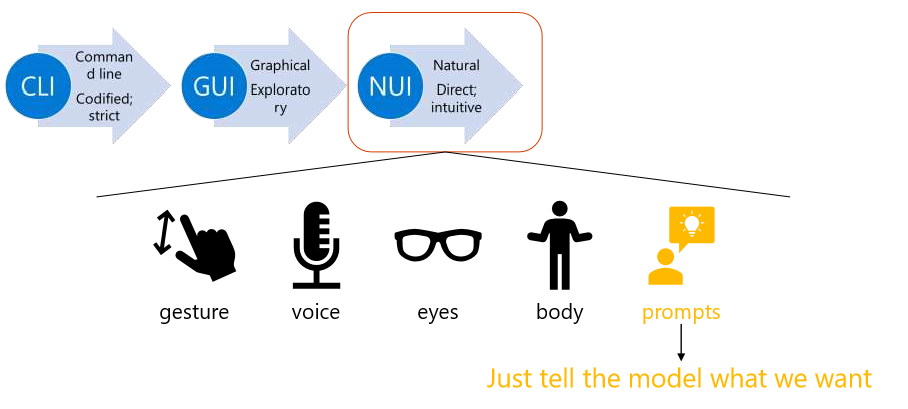 CLI
Comman
d line
Codified;
strict
GUI
Graphical
Explorato
ry
NUI
Natural
Direct;
intuitive
gesture
voice
eyes
body
prompts
Just tell the model what we want